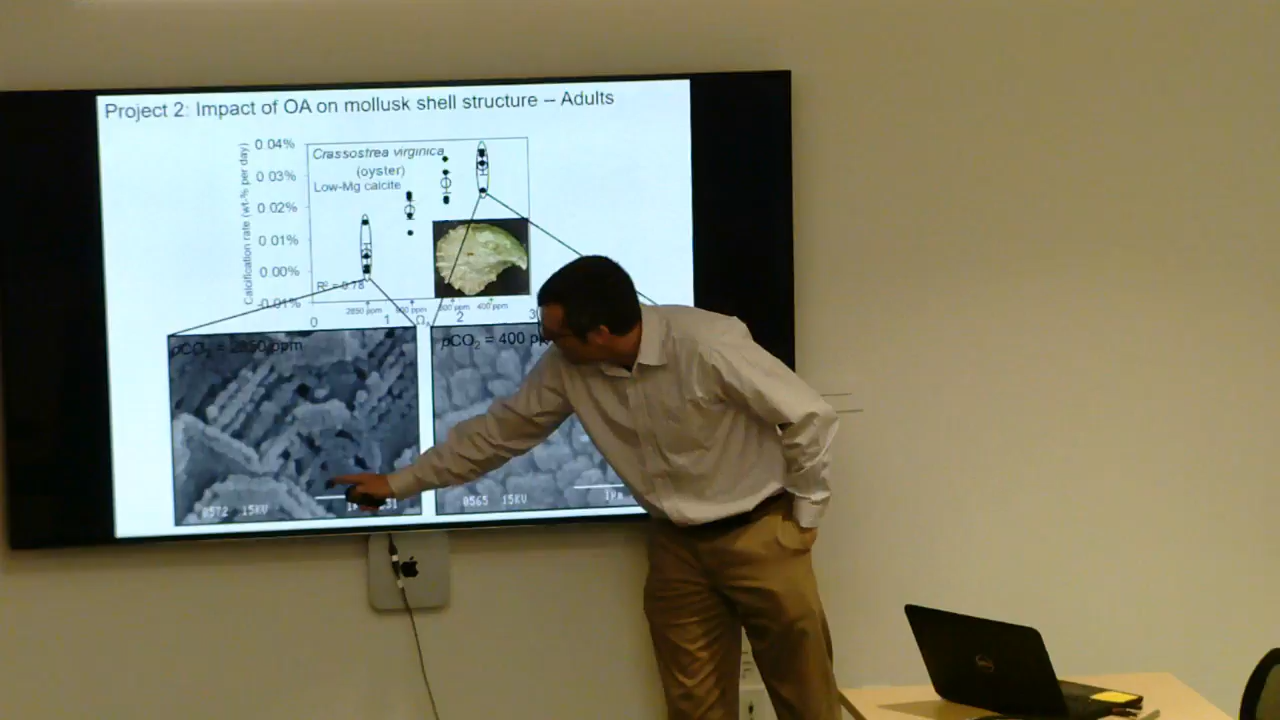 Project 2: Impact of OA on mollusk shell structure – Adults
Calcification rate (wt-% per day)
0.04%
0.03%
0.02%
0.01%
0.00%
-0.01%
Crassostrea virginica
(oyster)
Low-Mg calcite
R² = 0.78
2850 ppm
400 ppm
0
1
Ω
2
3
pCO₂ = 2850 ppm
pCO₂ = 400 p
0572 15KV
0565 15KV
DELL